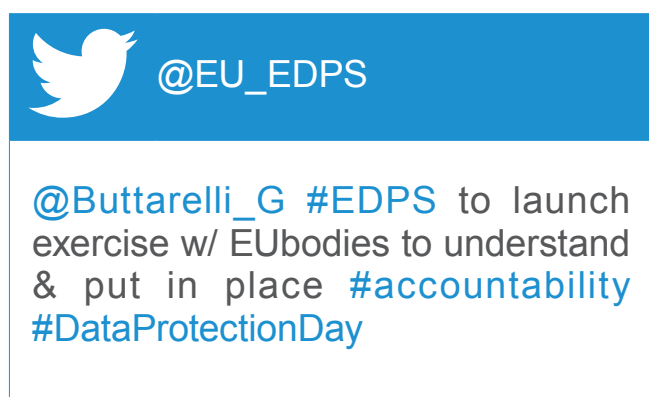 @EU_EDPS
@Buttarelli_G #EDPS to launch
exercise w/ EUbodies to understand
& put in place #accountability
#DataProtectionDay